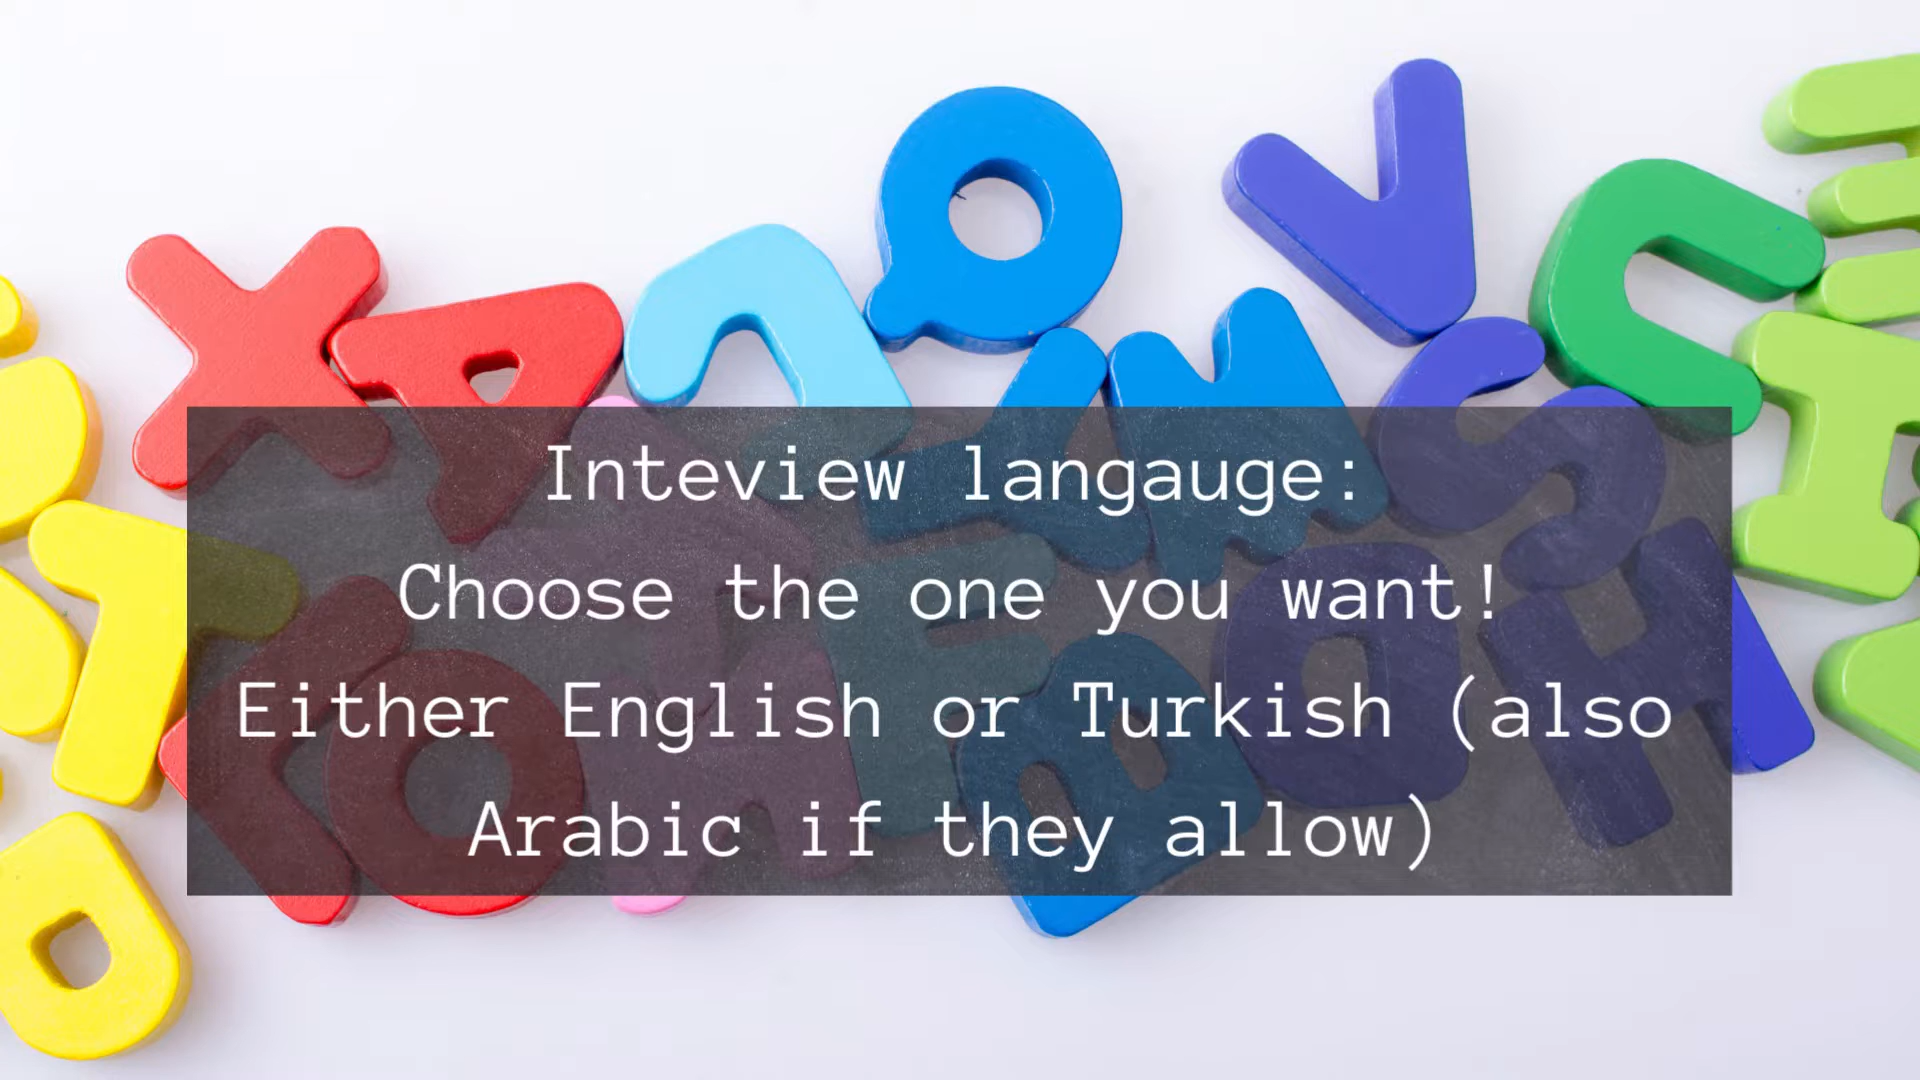 Inteview langauge:
Choose the one you want!
Either English or Turkish (also
Arabic if they allow)